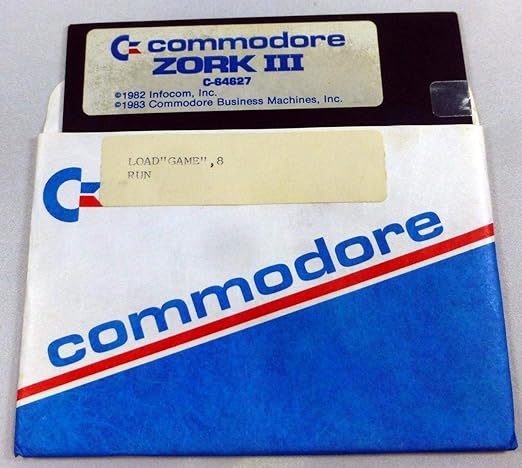 commodore
ZORK III
C-64627
©1982 Infocom, Inc.
©1983 Commodore Business Machines, Inc.
LOAD"GAME",8
RUN
commodore